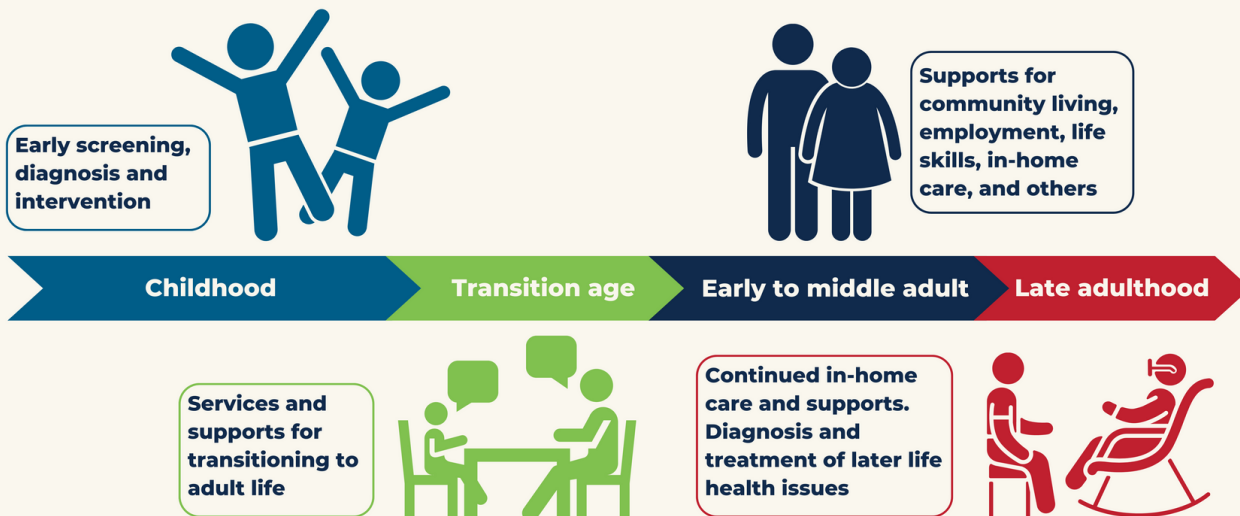 Early screening,
diagnosis and
intervention
Supports for
community living,
employment, life
skills, in-home
care, and others
Childhood
Transition age
Early to middle adult
Late adulthood
Services and
supports for
transitioning to
adult life
Continued in-home
care and supports.
Diagnosis and
treatment of later life
health issues